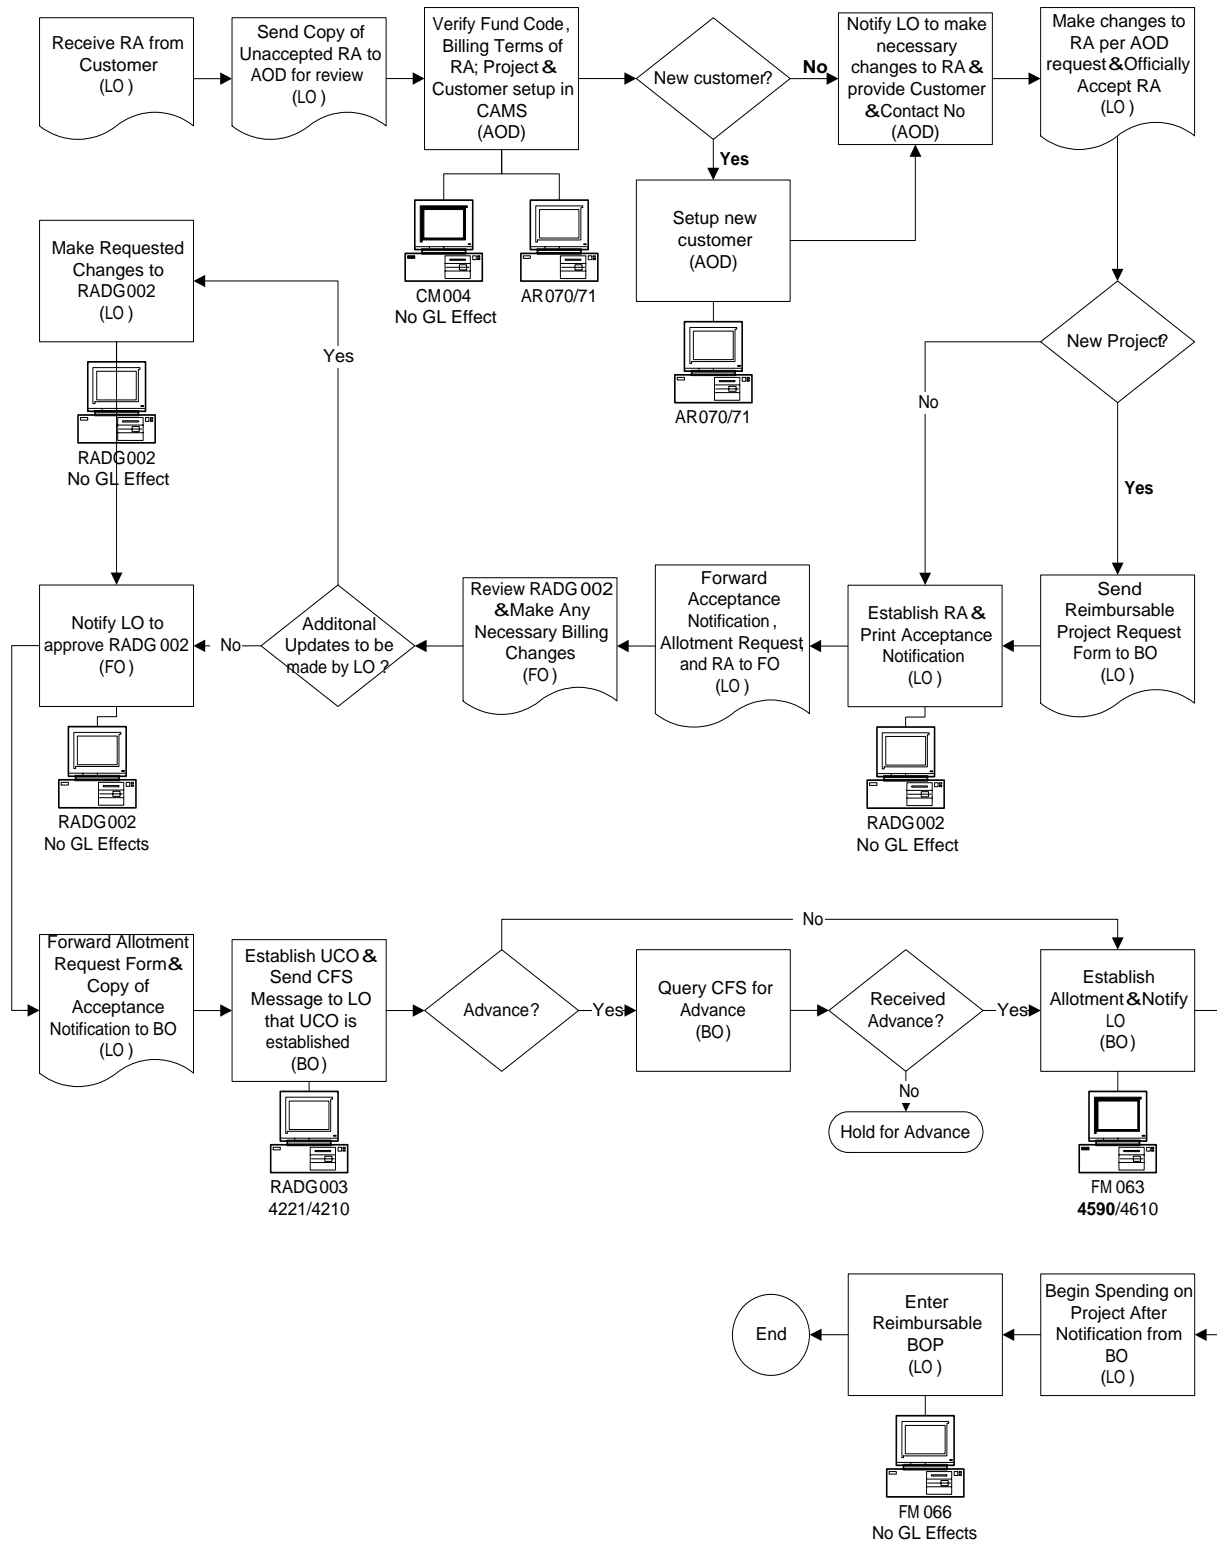 Receive RA from
Customer
(LO)
Send Copy of
Unaccepted RA to
AOD for review
(LO)
Verify Fund Code,
Billing Terms of
RA; Project &
Customer setup in
CAMS
(AOD)
New customer?
No
Notify LO to make
necessary
changes to RA &
provide Customer
& Contact No
(AOD)
Make changes to
RA per AOD
request & Officially
Accept RA
(LO)
Yes
Setup new
customer
(AOD)
CM004
No GL Effect
AR070/71
AR070/71
Make Requested
Changes to
RADG002
(LO)
Yes
RADG002
No GL Effect
New Project?
No
Yes
Notify LO to
approve RADG002
(FO)
No
Additonal
Updates to be
made by LO?
Review RADG002
& Make Any
Necessary Billing
Changes
(FO)
Forward
Acceptance
Notification,
Allotment Request,
and RA to FO
(LO)
Establish RA &
Print Acceptance
Notification
(LO)
Send
Reimbursable
Project Request
Form to BO
(LO)
RADG002
No GL Effects
RADG002
No GL Effect
No
Forward Allotment
Request Form &
Copy of
Acceptance
Notification to BO
(LO)
Establish UCO &
Send CFS
Message to LO
that UCO is
established
(BO)
Advance?
Yes
Query CFS for
Advance
(BO)
Received
Advance?
Yes
Establish
Allotment & Notify
LO
(BO)
No
Hold for Advance
RADG003
4221/4210
FM063
4590/4610
End
Enter
Reimbursable
BOP
(LO)
Begin Spending on
Project After
Notification from
BO
(LO)
FM066
No GL Effects